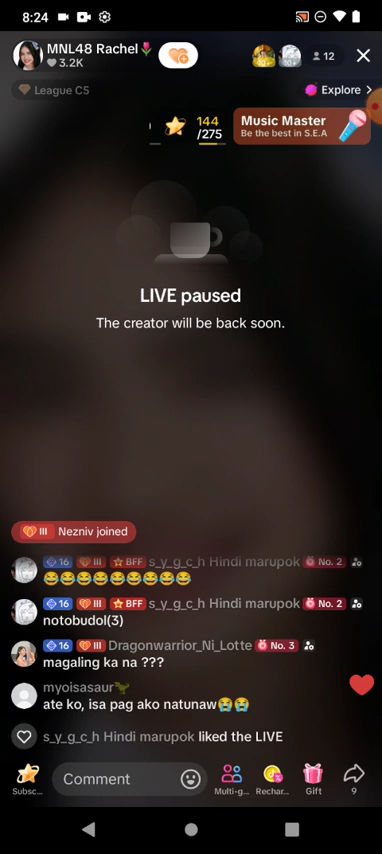 8:24
MNL48 Rachel🌷
3.2K
12
League C5
Explore
144
/275
Music Master
Be the best in S.E.A
LIVE paused
The creator will be back soon.
III Nezniv joined
16 III BFF s_y_g_c_h Hindi marupok No. 2
😂😂😂😂😂😂😂😂😂
16 III BFF s_y_g_c_h Hindi marupok No. 2
notobudol(3)
16 III Dragonwarrior_Ni_Lotte No. 3
magaling ka na ???
myoisasaur🦖
ate ko, isa pag ako natunaw😭😭
s_y_g_c_h Hindi marupok liked the LIVE
Comment
Subsc... Multi-g... Rechar... Gift 9